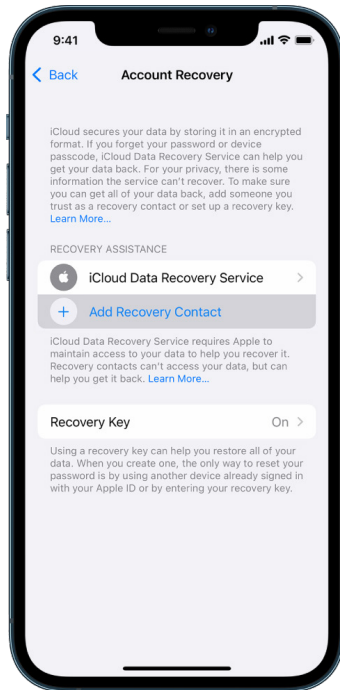 9:41
Back
Account Recovery
iCloud secures your data by storing it in an encrypted
format. If you forget your password or device
passcode, iCloud Data Recovery Service can help you
get your data back. For your privacy, there is some
information the service can't recover. To make sure
you can get all of your data back, add someone you
trust as a recovery contact or set up a recovery key.
Learn More...
RECOVERY ASSISTANCE
iCloud Data Recovery Service
Add Recovery Contact
iCloud Data Recovery Service requires Apple to
maintain access to your data to help you recover it.
Recovery contacts can't access your data, but can
help you get it back. Learn More...
Recovery Key On
Using a recovery key can help you restore all of your
data. When you create one, the only way to reset your
password is by using another device already signed in
with your Apple ID or by entering your recovery key.